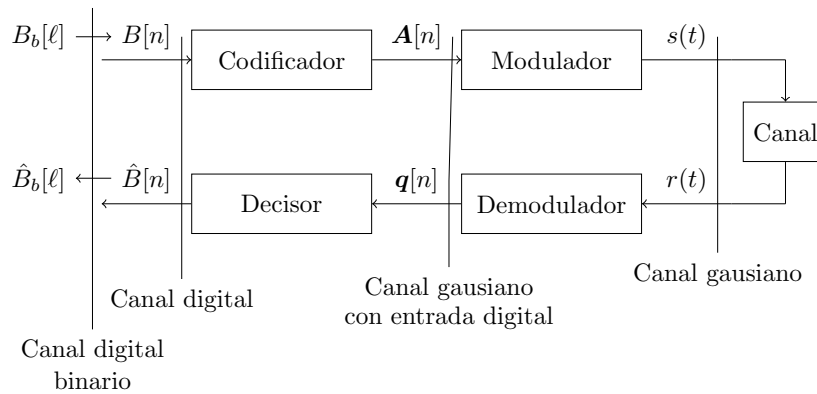 B_b[ℓ] B[n] Codificador A[n] Modulador s(t)
Canal
B̂_b[ℓ] B̂[n] Decisor q[n] Demodulador r(t)
Canal digital
Canal gausiano
con entrada digital
Canal gausiano
Canal digital
binario